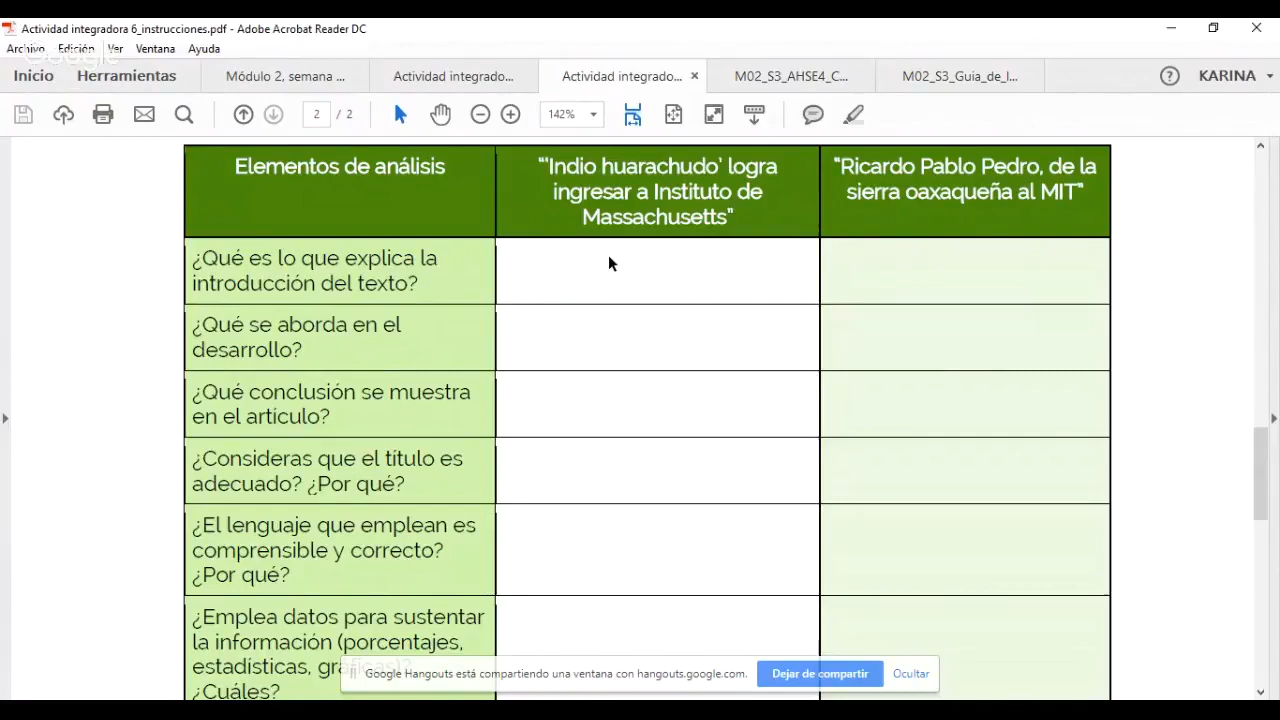 Actividad integradora 6_instrucciones.pdf - Adobe Acrobat Reader DC
Archivo Edición Ver Ventana Ayuda
Google
Inicio Herramientas Módulo 2, semana ... Actividad integrado... Actividad integrado... × M02_S3_AHSE4_C... M02_S3_Guia_de_l... KARINA
2 / 2 142%
Elementos de análisis
“‘Indio huarachudo’ logra
ingresar a Instituto de
Massachusetts”
“Ricardo Pablo Pedro, de la
sierra oaxaqueña al MIT”
¿Qué es lo que explica la
introducción del texto?
¿Qué se aborda en el
desarrollo?
¿Qué conclusión se muestra
en el artículo?
¿Consideras que el título es
adecuado? ¿Por qué?
¿El lenguaje que emplean es
comprensible y correcto?
¿Por qué?
¿Emplea datos para sustentar
la información (porcentajes,
estadísticas, gráficas)?
¿Cuáles?
Google Hangouts está compartiendo una ventana con hangouts.google.com. Dejar de compartir Ocultar